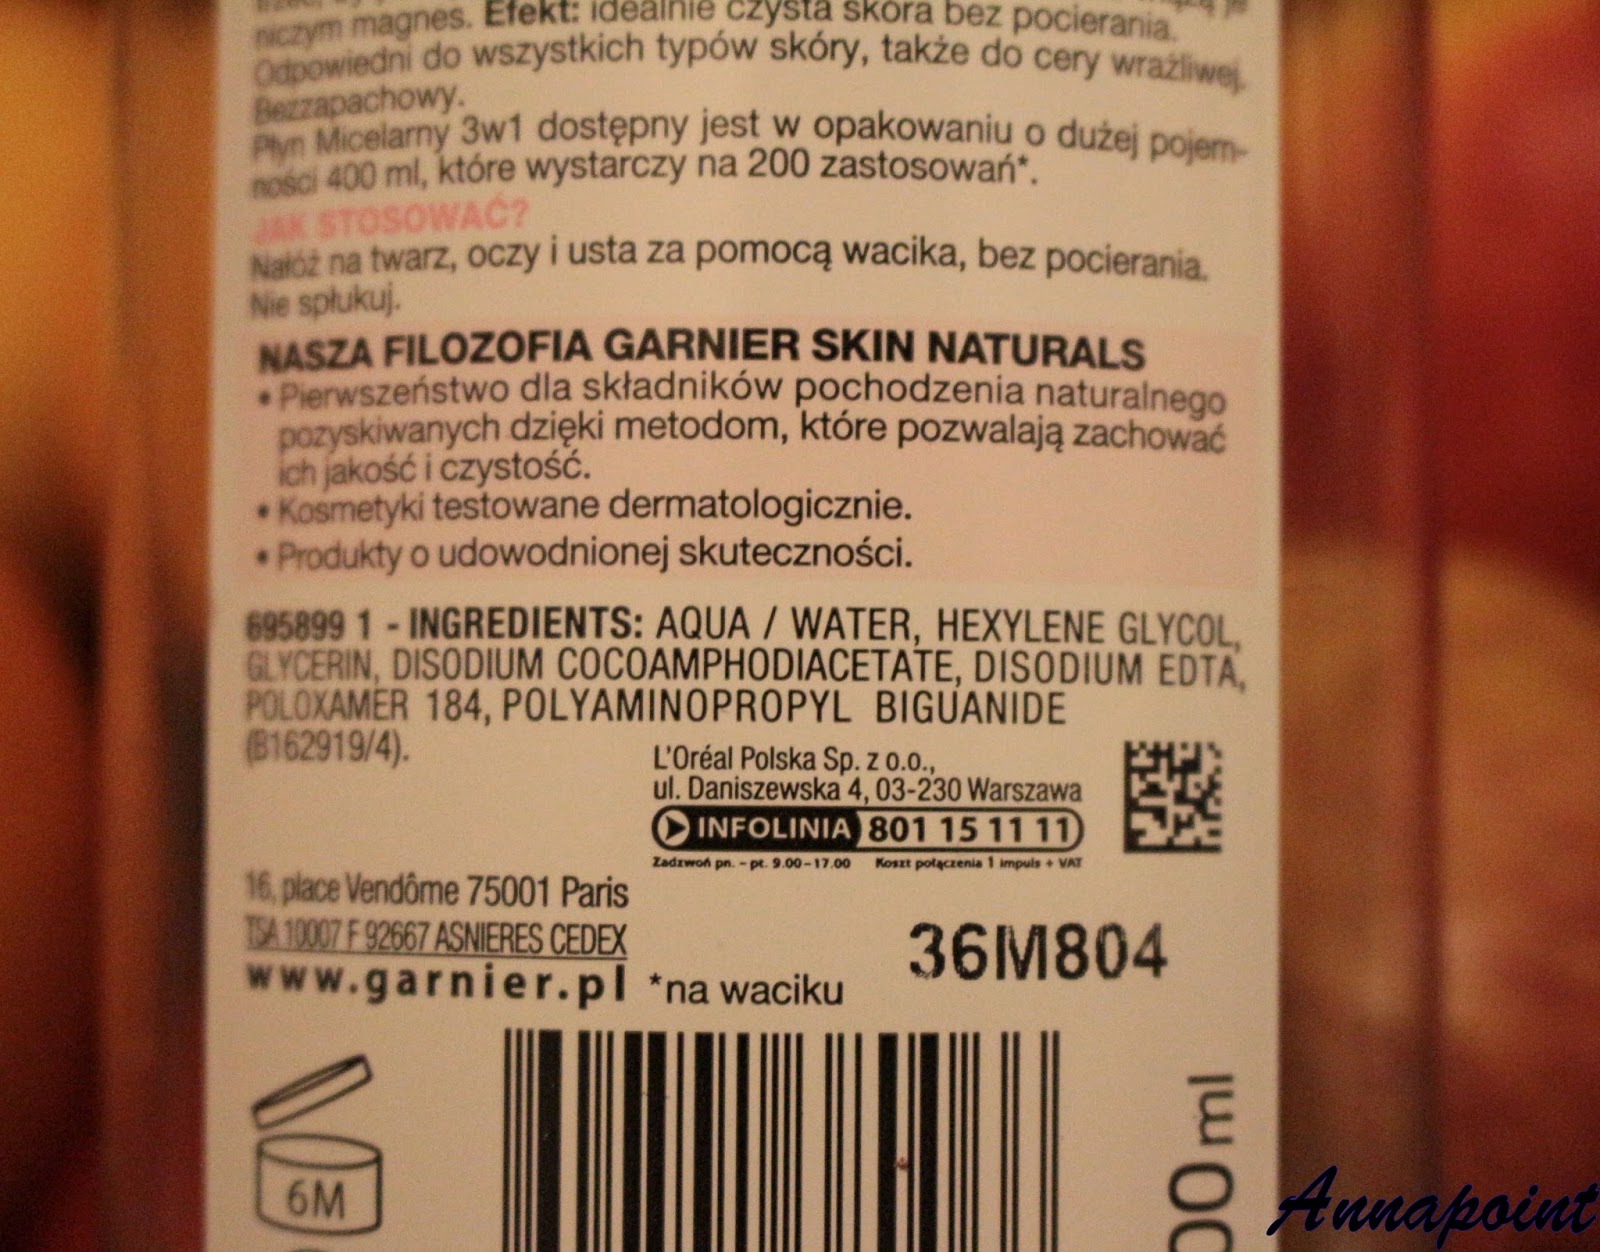 niczym magnes. Efekt: idealnie czysta skóra bez pocierania.
Odpowiedni do wszystkich typów skóry, także do cery wrażliwej.
Bezzapachowy.
Płyn Micelarny 3w1 dostępny jest w opakowaniu o dużej pojem-
ności 400 ml, które wystarczy na 200 zastosowań*.
JAK STOSOWAĆ?
Nałóż na twarz, oczy i usta za pomocą wacika, bez pocierania.
Nie spłukuj.
NASZA FILOZOFIA GARNIER SKIN NATURALS
• Pierwszeństwo dla składników pochodzenia naturalnego
pozyskiwanych dzięki metodom, które pozwalają zachować
ich jakość i czystość.
• Kosmetyki testowane dermatologicznie.
• Produkty o udowodnionej skuteczności.
695899 1 - INGREDIENTS: AQUA / WATER, HEXYLENE GLYCOL,
GLYCERIN, DISODIUM COCOAMPHODIACETATE, DISODIUM EDTA,
POLOXAMER 184, POLYAMINOPROPYL BIGUANIDE
(B162919/4).
L'Oréal Polska Sp. z o.o.,
ul. Daniszewska 4, 03-230 Warszawa
INFOLINIA 801 15 11 11
Zadzwoń pn. - pt. 9.00-17.00 Koszt połączenia 1 impuls + VAT
16, place Vendôme 75001 Paris
TSA 10007 F 92667 ASNIERES CEDEX
www.garnier.pl *na waciku
36M804
6M
00 ml
Annapoint